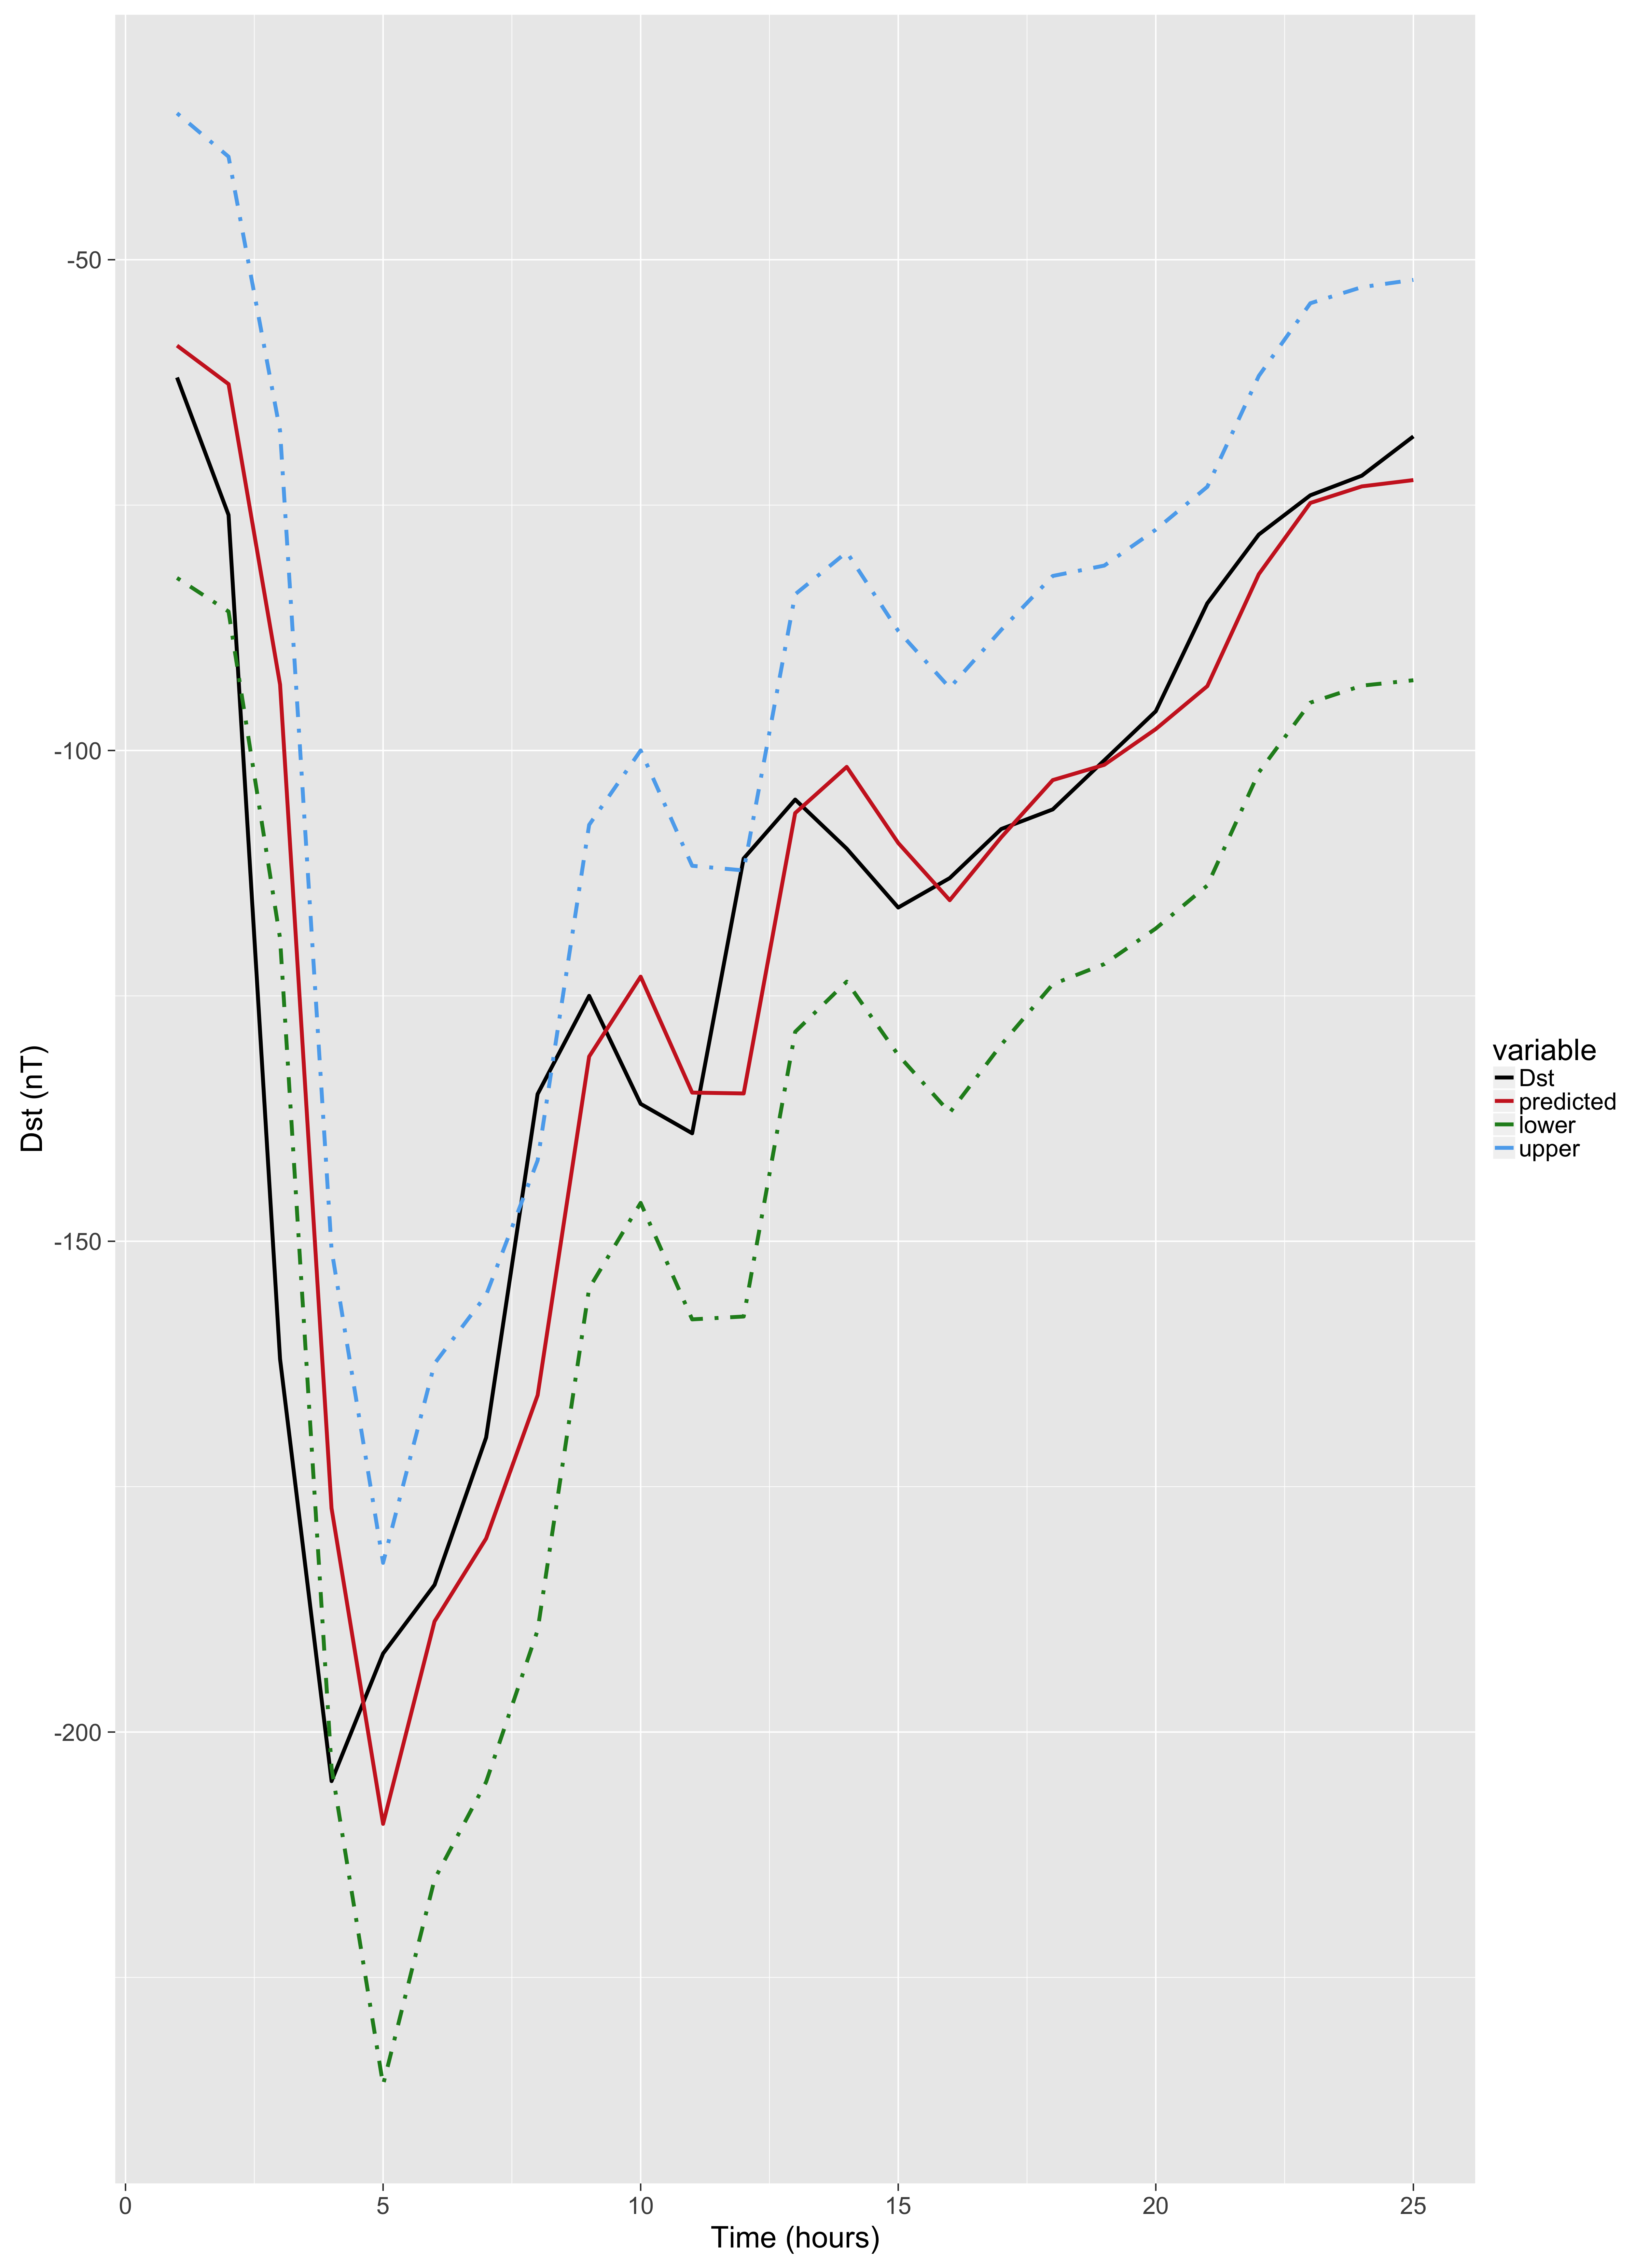 Dst (nT)
-50
-100
-150
-200
0 5 10 15 20 25
Time (hours)
variable
Dst
predicted
lower
upper